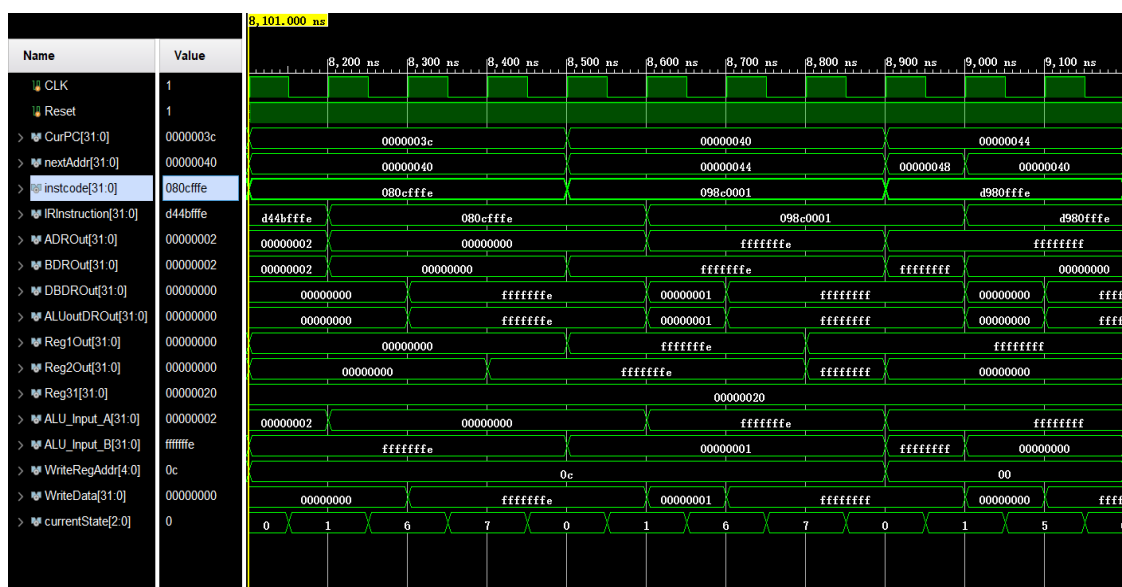 8,101.000 ns
Name Value
8,200 ns 8,300 ns 8,400 ns 8,500 ns 8,600 ns 8,700 ns 8,800 ns 8,900 ns 9,000 ns 9,100 ns
CLK 1
Reset 1
CurPC[31:0] 0000003c 0000003c 00000040 00000044
nextAddr[31:0] 00000040 00000040 00000044 00000048 00000040
instcode[31:0] 080cfffe 080cfffe 098c0001 d980fffe
IRInstruction[31:0] d44bfffe d44bfffe 080cfffe 098c0001 d980fffe
ADROut[31:0] 00000002 00000002 00000000 fffffffe ffffffff
BDROut[31:0] 00000002 00000002 00000000 fffffffe ffffffff 00000000
DBDROut[31:0] 00000000 00000000 fffffffe 00000001 ffffffff 00000000 ffff
ALUoutDROut[31:0] 00000000 00000000 fffffffe 00000001 ffffffff 00000000 ffff
Reg1Out[31:0] 00000000 00000000 fffffffe ffffffff
Reg2Out[31:0] 00000000 00000000 fffffffe ffffffff 00000000
Reg31[31:0] 00000020 00000020
ALU_Input_A[31:0] 00000002 00000002 00000000 fffffffe ffffffff
ALU_Input_B[31:0] fffffffe fffffffe 00000001 ffffffff 00000000
WriteRegAddr[4:0] 0c 0c 00
WriteData[31:0] 00000000 00000000 fffffffe 00000001 ffffffff 00000000 ffff
currentState[2:0] 0 0 1 6 7 0 1 6 7 0 1 5